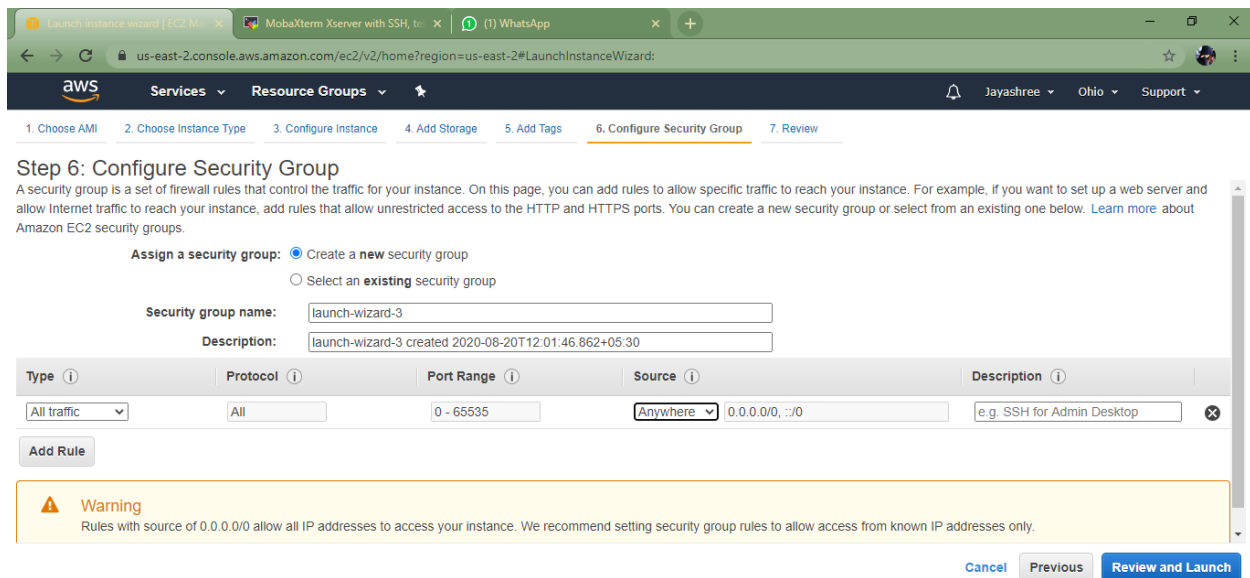 Launch instance wizard | EC2 Ma
MobaXterm Xserver with SSH, tel
(1) WhatsApp
us-east-2.console.aws.amazon.com/ec2/v2/home?region=us-east-2#LaunchInstanceWizard:
aws Services Resource Groups Jayashree Ohio Support
1. Choose AMI 2. Choose Instance Type 3. Configure Instance 4. Add Storage 5. Add Tags 6. Configure Security Group 7. Review
Step 6: Configure Security Group
A security group is a set of firewall rules that control the traffic for your instance. On this page, you can add rules to allow specific traffic to reach your instance. For example, if you want to set up a web server and
allow Internet traffic to reach your instance, add rules that allow unrestricted access to the HTTP and HTTPS ports. You can create a new security group or select from an existing one below. Learn more about
Amazon EC2 security groups.
Assign a security group: Create a new security group
Select an existing security group
Security group name: launch-wizard-3
Description: launch-wizard-3 created 2020-08-20T12:01:46.862+05:30
Type Protocol Port Range Source Description
All traffic All 0 - 65535 Anywhere 0.0.0.0/0, ::/0 e.g. SSH for Admin Desktop
Add Rule
Warning
Rules with source of 0.0.0.0/0 allow all IP addresses to access your instance. We recommend setting security group rules to allow access from known IP addresses only.
Cancel Previous Review and Launch